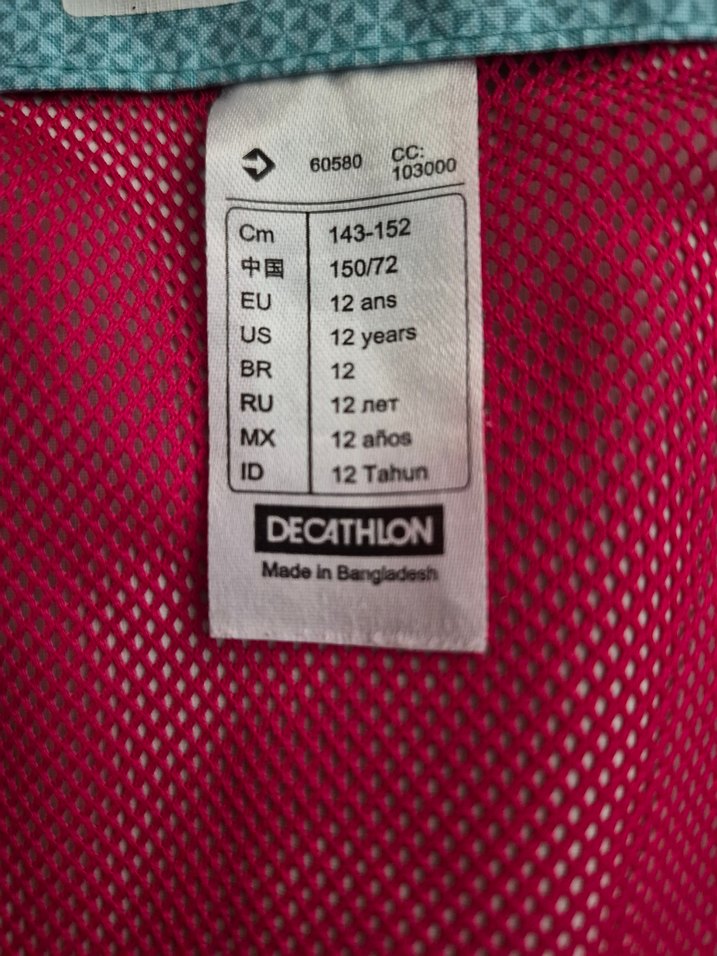 60580 CC: 103000
Cm 143-152
中国 150/72
EU 12 ans
US 12 years
BR 12
RU 12 лет
MX 12 años
ID 12 Tahun
DECATHLON
Made in Bangladesh